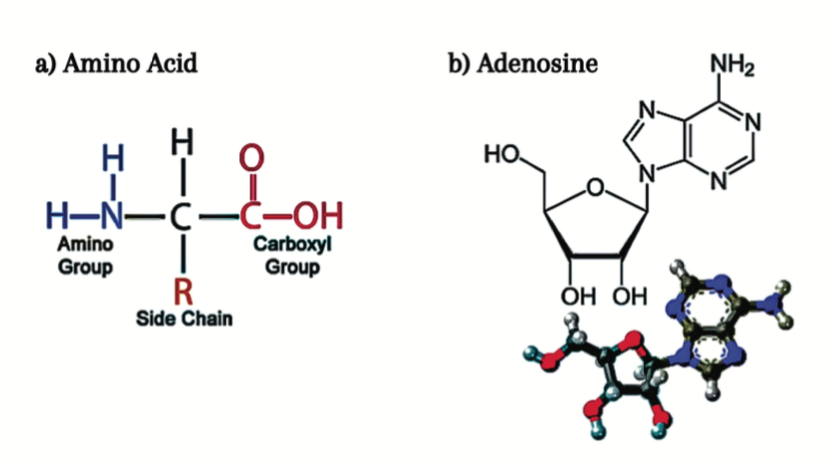 a) Amino Acid
b) Adenosine
H
H
O
H–N–C–C–OH
Amino
Group
Carboxyl
Group
R
Side Chain
NH₂
N
N
HO
N
N
O
OH OH